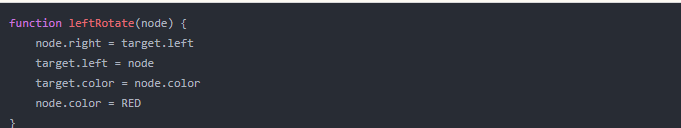 function leftRotate(node) {
    node.right = target.left
    target.left = node
    target.color = node.color
    node.color = RED
}